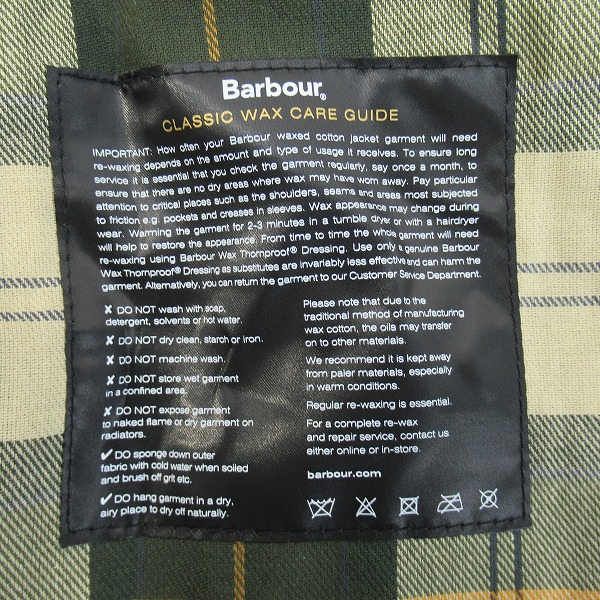 Barbour®
CLASSIC WAX CARE GUIDE
IMPORTANT: How often your Barbour waxed cotton jacket garment will need
re-waxing depends on the amount and type of usage it receives. To ensure long
service it is essential that you check the garment regularly, say once a month, to
ensure that there are no dry areas where wax may have worn away. Pay particular
attention to critical places such as the shoulders, seams and areas most subjected
to friction e.g. pockets and creases in sleeves. Wax appearance may change during
wear. Warming the garment for 2-3 minutes in a tumble dryer or with a hairdryer
will help to restore the appearance. From time to time the whole garment will need
re-waxing using Barbour Wax Thornproof® Dressing. Use only a genuine Barbour
Wax Thornproof® Dressing as substitutes are invariably less effective and can harm the
garment. Alternatively, you can return the garment to our Customer Service Department.
✗ DO NOT wash with soap,
detergent, solvents or hot water.
✗ DO NOT dry clean, starch or iron.
✗ DO NOT machine wash.
✗ DO NOT store wet garment
in a confined area.
✗ DO NOT expose garment
to naked flame or dry garment on
radiators.
✓ DO sponge down outer
fabric with cold water when soiled
and brush off grit etc.
✓ DO hang garment in a dry,
airy place to dry off naturally.
Please note that due to the
traditional method of manufacturing
wax cotton, the oils may transfer
on to other materials.
We recommend it is kept away
from paler materials, especially
in warm conditions.
Regular re-waxing is essential.
For a complete re-wax
and repair service, contact us
either online or in-store.
barbour.com